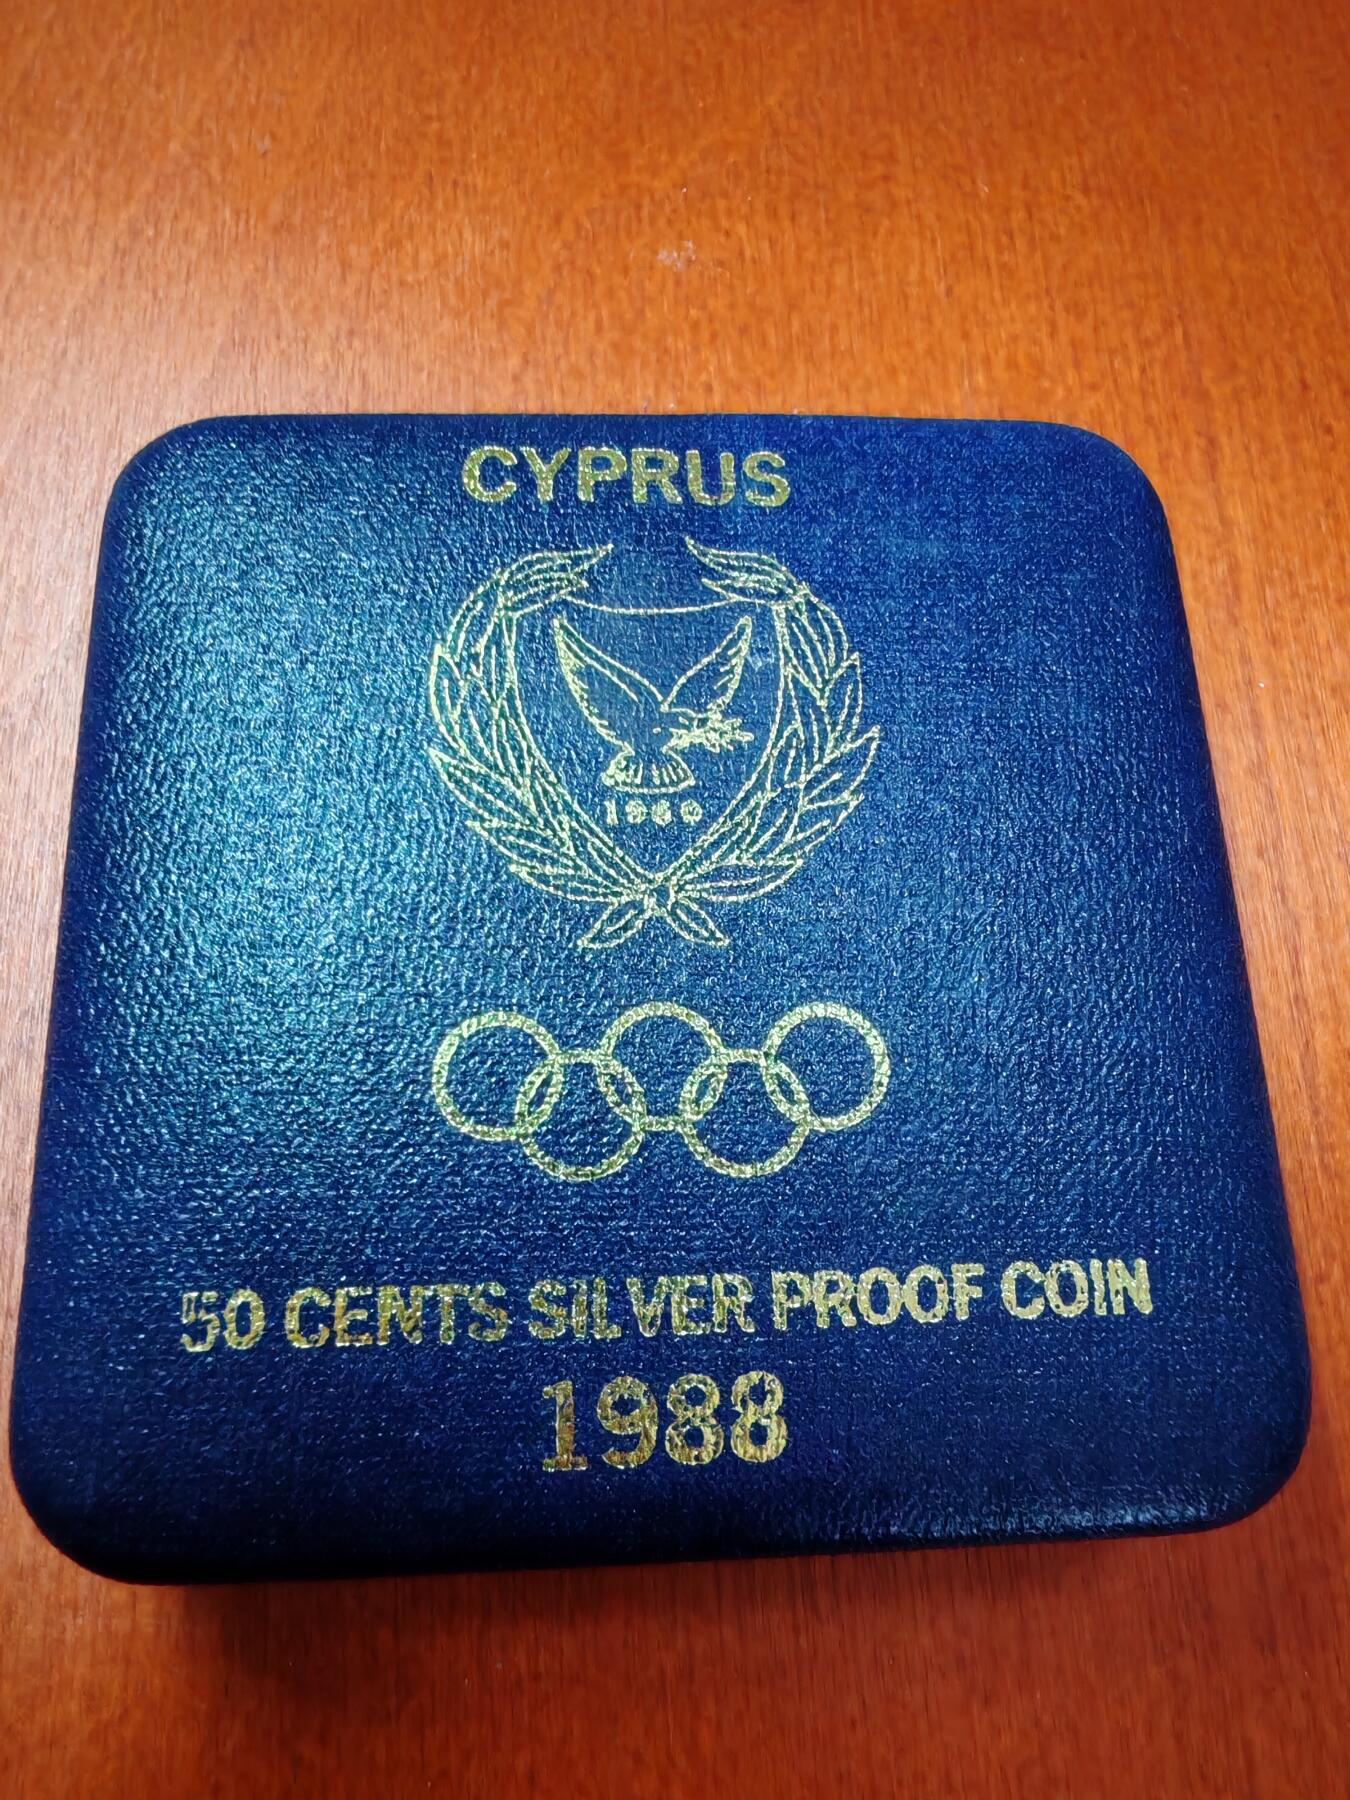 CYPRUS
1960
50 CENTS SILVER PROOF COIN
1988